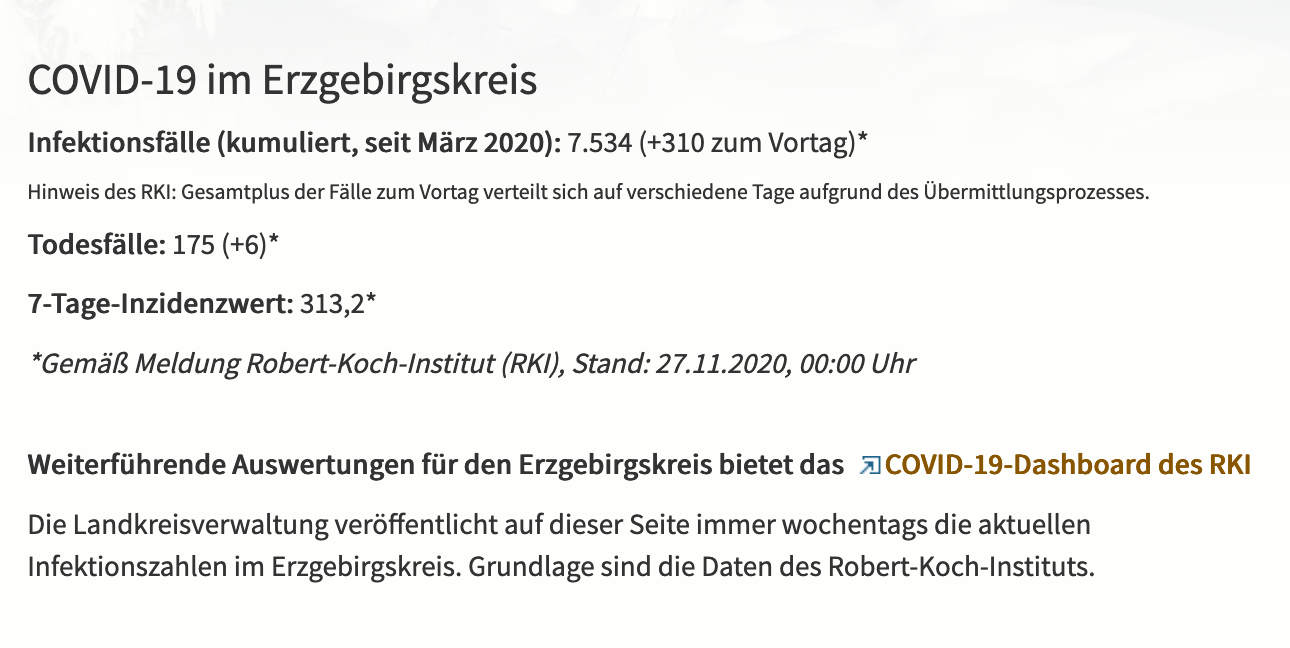 COVID-19 im Erzgebirgskreis
Infektionsfälle (kumuliert, seit März 2020): 7.534 (+310 zum Vortag)*
Hinweis des RKI: Gesamtplus der Fälle zum Vortag verteilt sich auf verschiedene Tage aufgrund des Übermittlungsprozesses.
Todesfälle: 175 (+6)*
7-Tage-Inzidenzwert: 313,2*
*Gemäß Meldung Robert-Koch-Institut (RKI), Stand: 27.11.2020, 00:00 Uhr
Weiterführende Auswertungen für den Erzgebirgskreis bietet das COVID-19-Dashboard des RKI
Die Landkreisverwaltung veröffentlicht auf dieser Seite immer wochentags die aktuellen
Infektionszahlen im Erzgebirgskreis. Grundlage sind die Daten des Robert-Koch-Instituts.